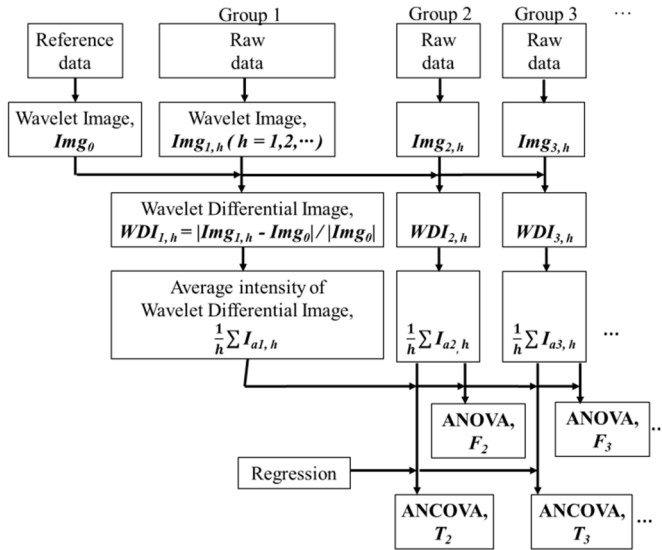 Group 1
Group 2
Group 3
...
Reference
data
Raw
data
Raw
data
Raw
data
Wavelet Image,
Img₀
Wavelet Image,
Img₁,ₕ ( h = 1,2,···)
Img₂,ₕ
Img₃,ₕ
Wavelet Differential Image,
WDI₁,ₕ = |Img₁,ₕ - Img₀| / |Img₀|
WDI₂,ₕ
WDI₃,ₕ
Average intensity of
Wavelet Differential Image,
1/h ∑ Iₐ₁,ₕ
1/h ∑ Iₐ₂,ₕ
1/h ∑ Iₐ₃,ₕ
...
ANOVA,
F₂
ANOVA,
F₃
..
Regression
ANCOVA,
T₂
ANCOVA,
T₃
...